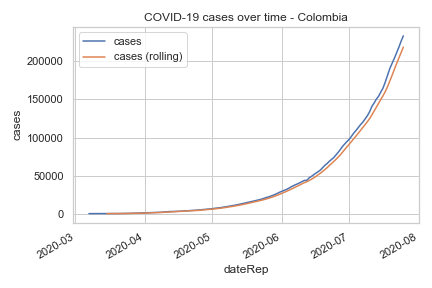 COVID-19 cases over time - Colombia
cases
cases (rolling)
200000
150000
100000
50000
0
cases
2020-03
2020-04
2020-05
2020-06
2020-07
2020-08
dateRep